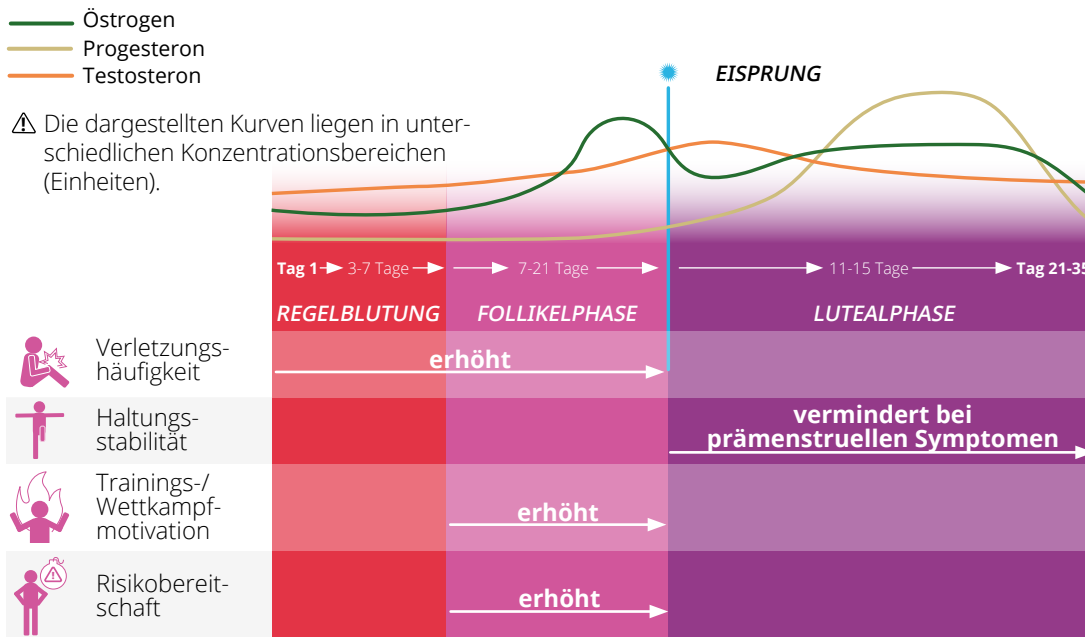 Östrogen
Progesteron
Testosteron
EISPRUNG
Die dargestellten Kurven liegen in unter-
schiedlichen Konzentrationsbereichen
(Einheiten).
Tag 1 3-7 Tage 7-21 Tage 11-15 Tage Tag 21-35
REGELBLUTUNG FOLLIKELPHASE LUTEALPHASE
Verletzungs-
häufigkeit
erhöht
Haltungs-
stabilität
vermindert bei
prämenstruellen Symptomen
Trainings-/
Wettkampf-
motivation
erhöht
Risikobereit-
schaft
erhöht